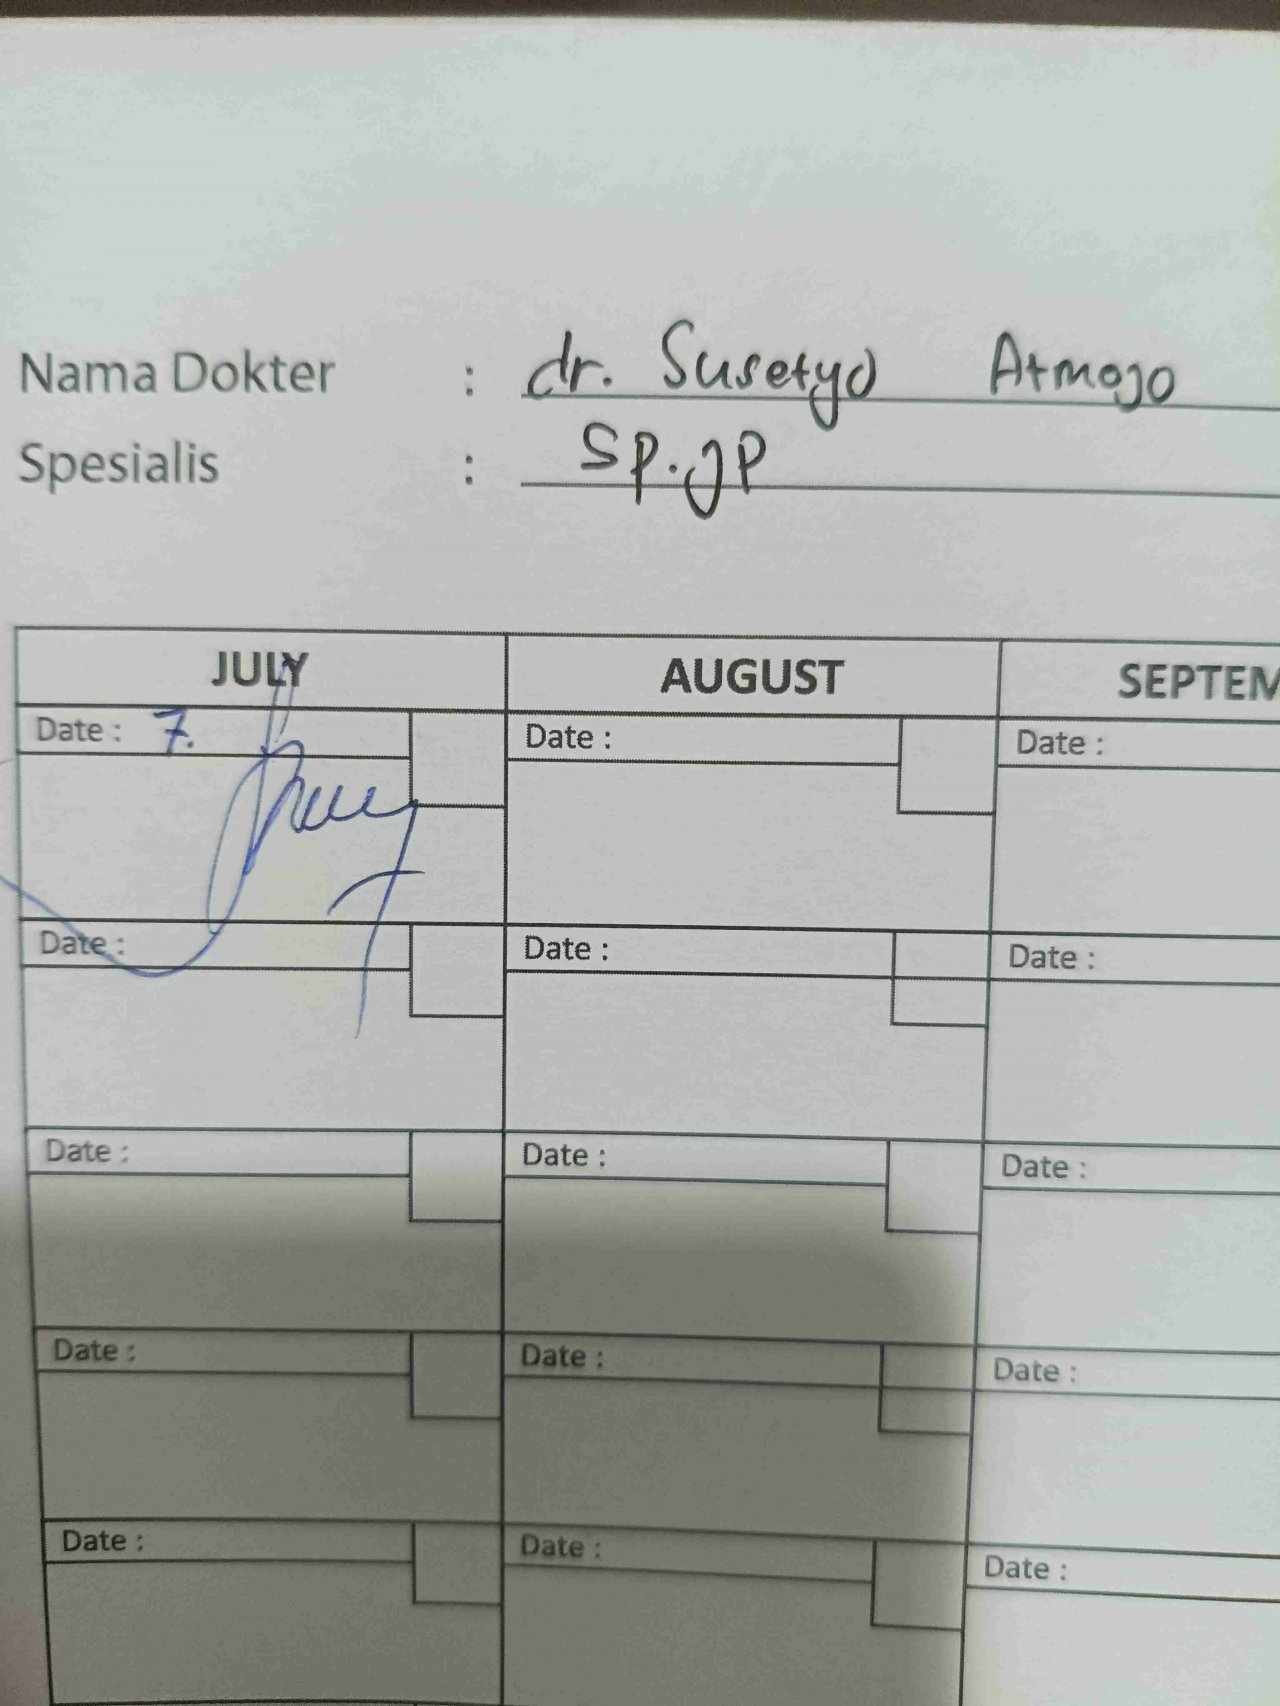 Nama Dokter : dr. Susetyo Atmojo
Spesialis : Sp.JP
JULY AUGUST SEPTEM
Date : 7. Date : Date :
Date : Date : Date :
Date : Date : Date :
Date : Date : Date :
Date : Date : Date :